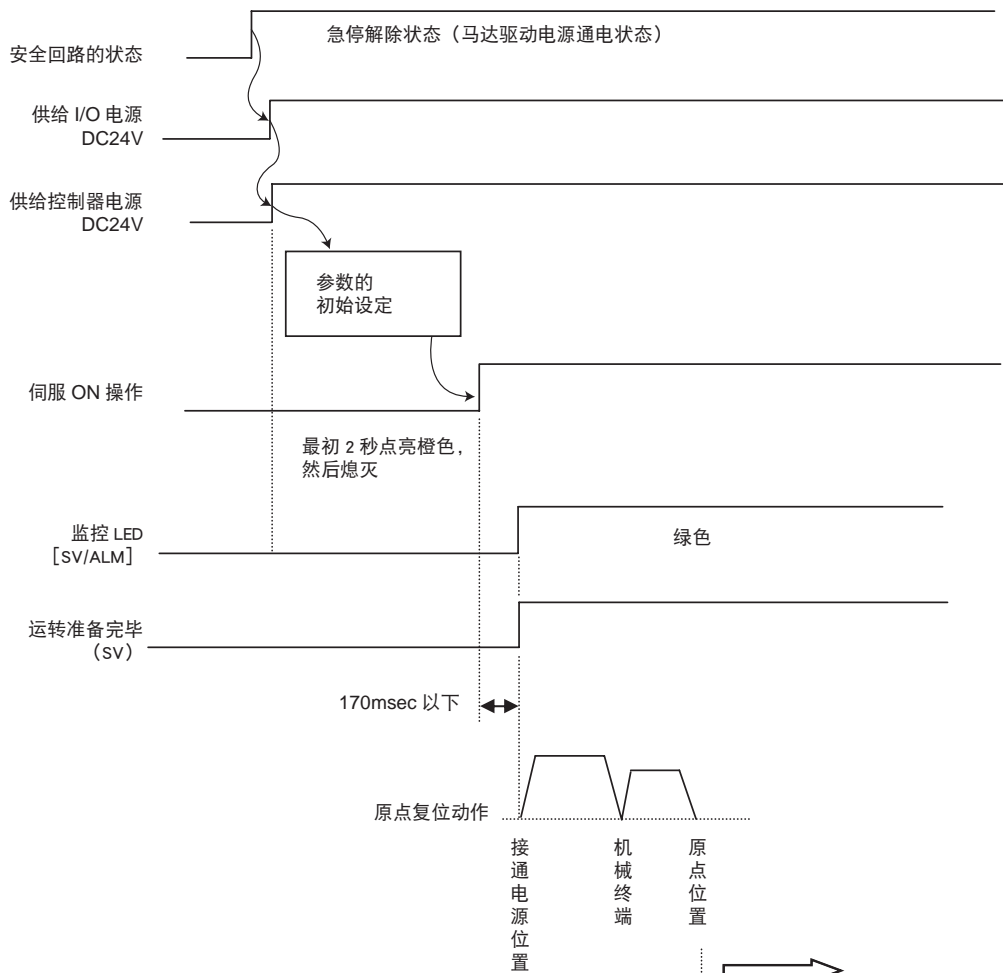 急停解除状态（马达驱动电源通电状态）
安全回路的状态
供给 I/O 电源
DC24V
供给控制器电源
DC24V
参数的
初始设定
伺服 ON 操作
最初 2 秒点亮橙色，
然后熄灭
监控 LED
［SV/ALM］
绿色
运转准备完毕
（SV）
170msec 以下
原点复位动作
接通电源位置
机械终端
原点位置